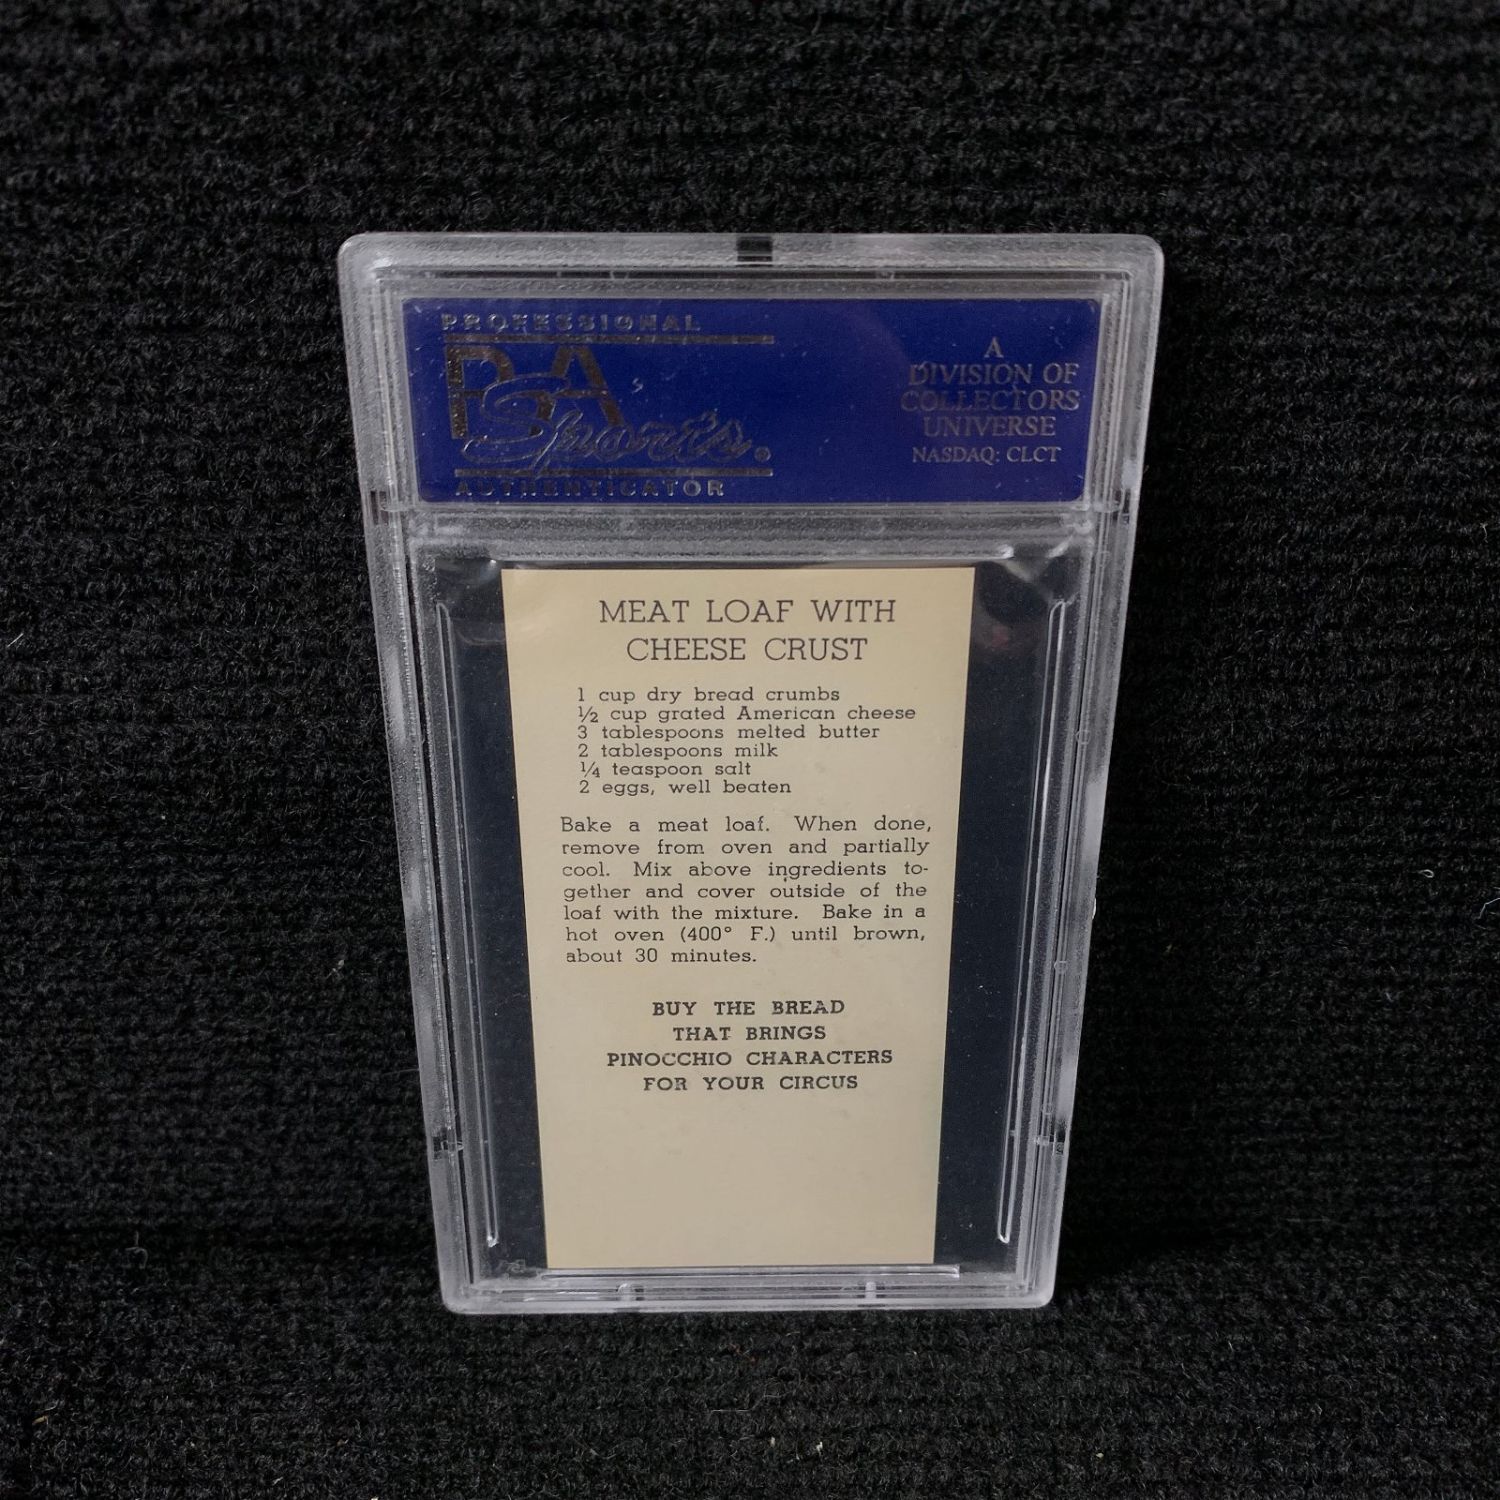 PROFESSIONAL
PSA
Sports®
AUTHENTICATOR
A
DIVISION OF
COLLECTORS
UNIVERSE
NASDAQ: CLCT
MEAT LOAF WITH
CHEESE CRUST
1 cup dry bread crumbs
½ cup grated American cheese
3 tablespoons melted butter
2 tablespoons milk
¼ teaspoon salt
2 eggs, well beaten
Bake a meat loaf. When done,
remove from oven and partially
cool. Mix above ingredients to-
gether and cover outside of the
loaf with the mixture. Bake in a
hot oven (400° F.) until brown,
about 30 minutes.
BUY THE BREAD
THAT BRINGS
PINOCCHIO CHARACTERS
FOR YOUR CIRCUS